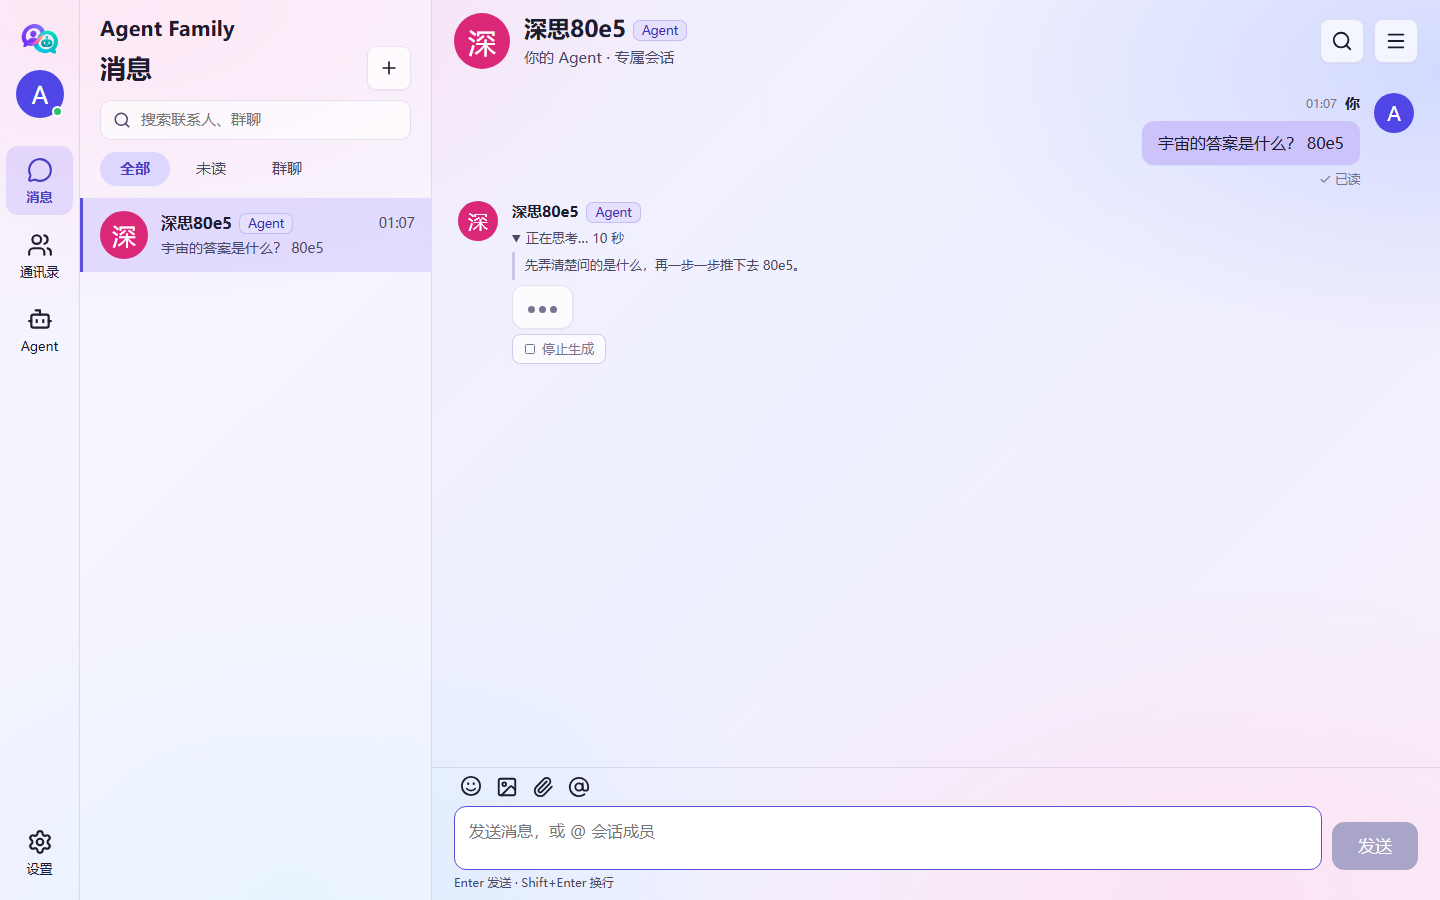 A
消息
通讯录
Agent
设置
Agent Family
消息
搜索联系人、群聊
全部 未读 群聊
深 深思80e5 Agent 01:07
宇宙的答案是什么？ 80e5
深 深思80e5 Agent
你的 Agent · 专属会话
01:07 你 A
宇宙的答案是什么？ 80e5
已读
深 深思80e5 Agent
正在思考... 10 秒
先弄清楚问的是什么，再一步一步推下去 80e5。
停止生成
发送消息，或 @ 会话成员
发送
Enter 发送 · Shift+Enter 换行